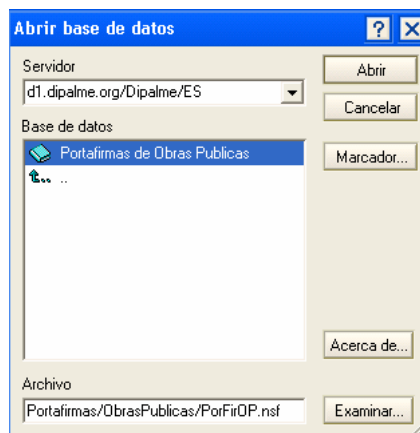 Abrir base de datos
Servidor
d1.dipalme.org/Dipalme/ES
Abrir
Cancelar
Base de datos
Portafirmas de Obras Publicas
..
Marcador...
Acerca de...
Archivo
Portafirmas/ObrasPublicas/PorFirOP.nsf
Examinar...